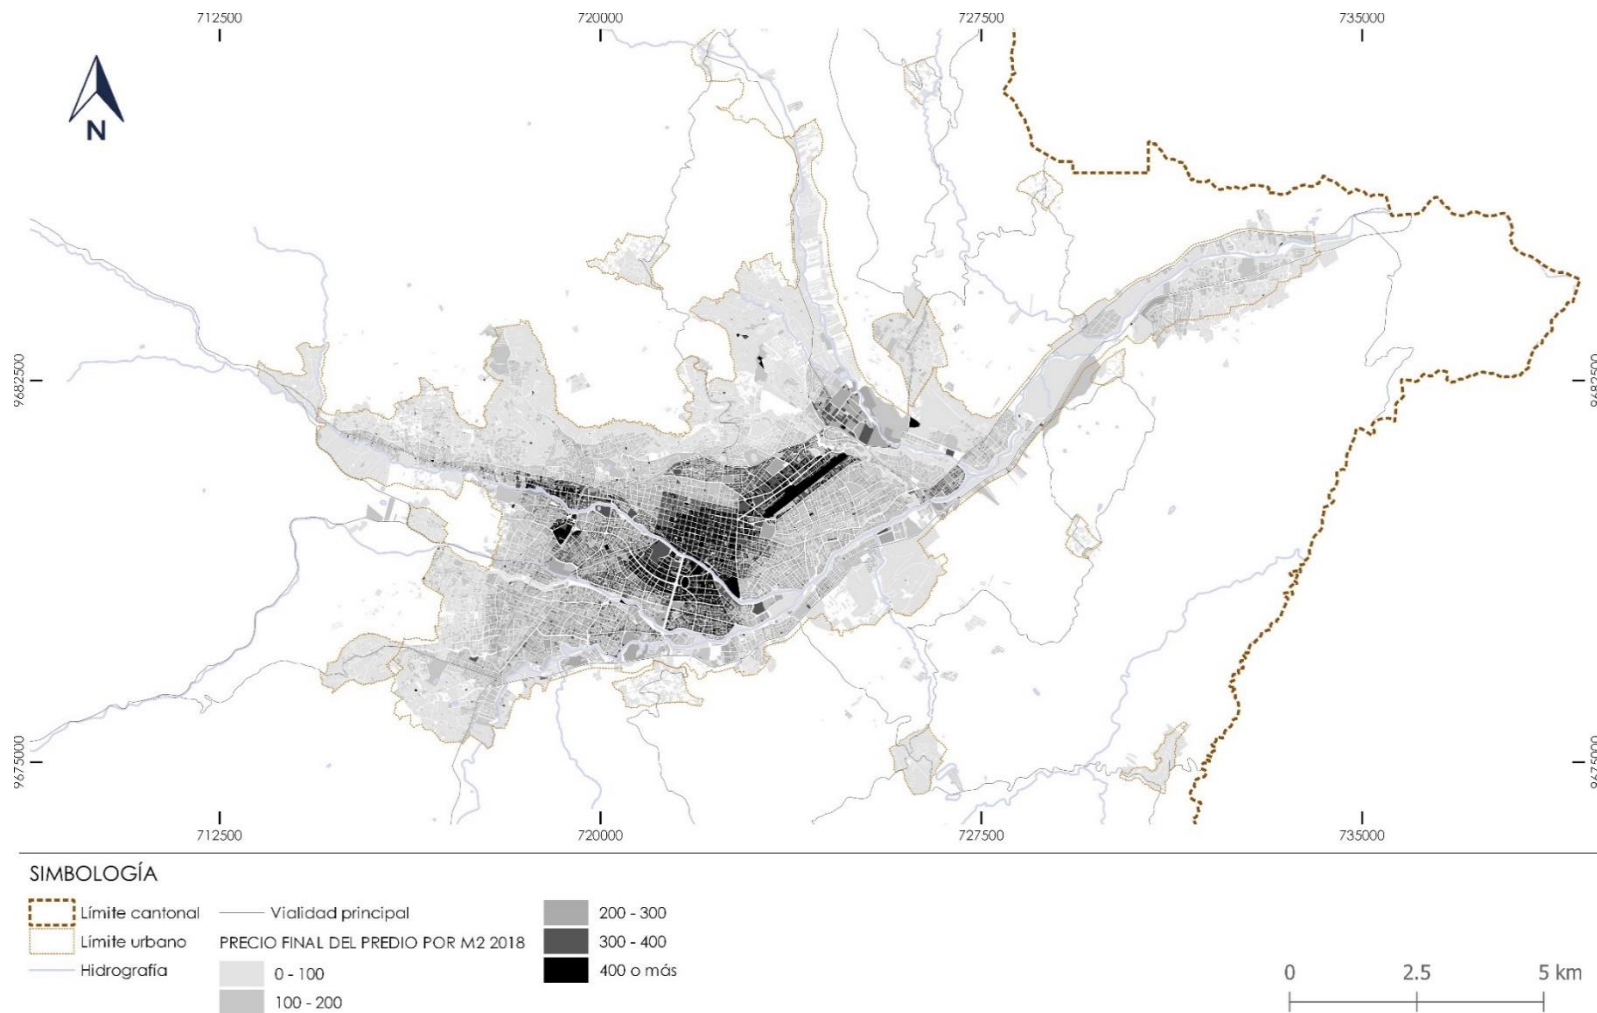 712500 720000 727500 735000
N
9682500 9682500
9675000 9675000
712500 720000 727500 735000
SIMBOLOGÍA
Límite cantonal Vialidad principal 200 - 300
Límite urbano PRECIO FINAL DEL PREDIO POR M2 2018 300 - 400
Hidrografía 0 - 100 400 o más
100 - 200
0 2.5 5 km